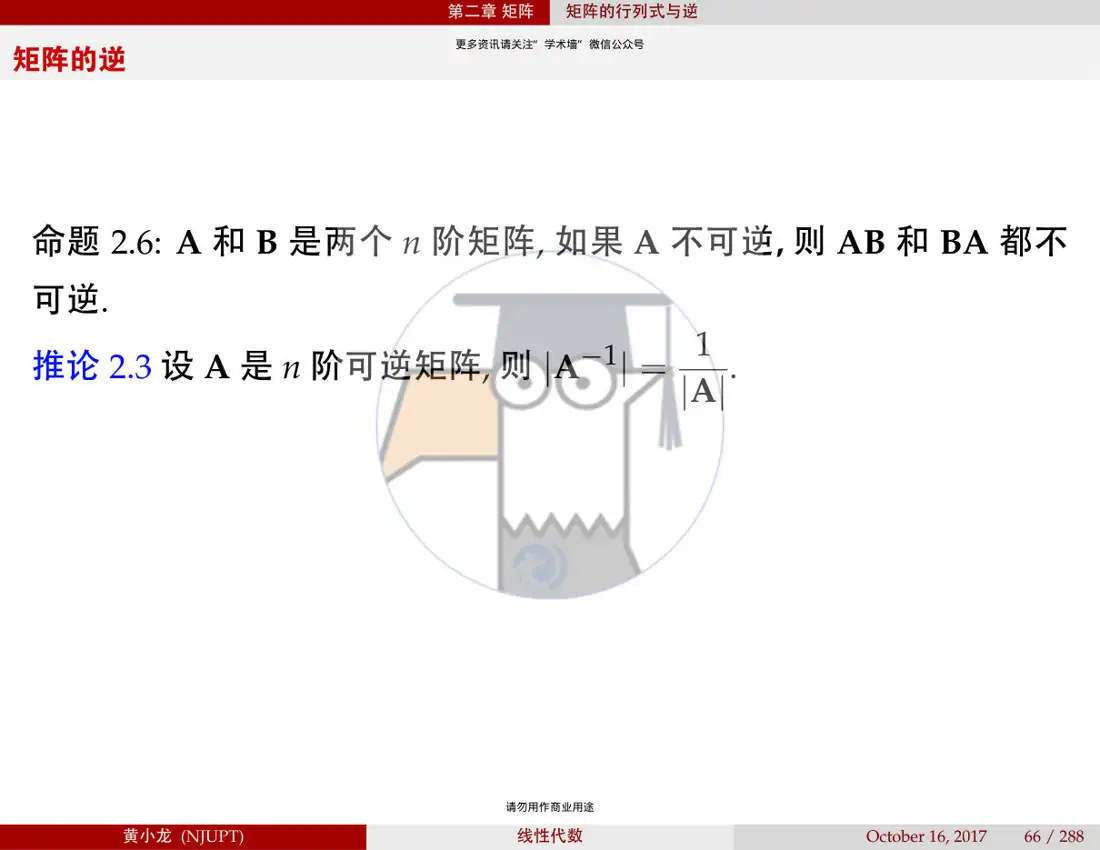 第二章 矩阵 矩阵的行列式与逆
更多资讯请关注“学术墙”微信公众号
矩阵的逆
命题 2.6: A 和 B 是两个 n 阶矩阵, 如果 A 不可逆, 则 AB 和 BA 都不
可逆.
推论 2.3 设 A 是 n 阶可逆矩阵, 则 |A⁻¹| = 1/|A|.
请勿用作商业用途
黄小龙 (NJUPT) 线性代数 October 16, 2017 66 / 288